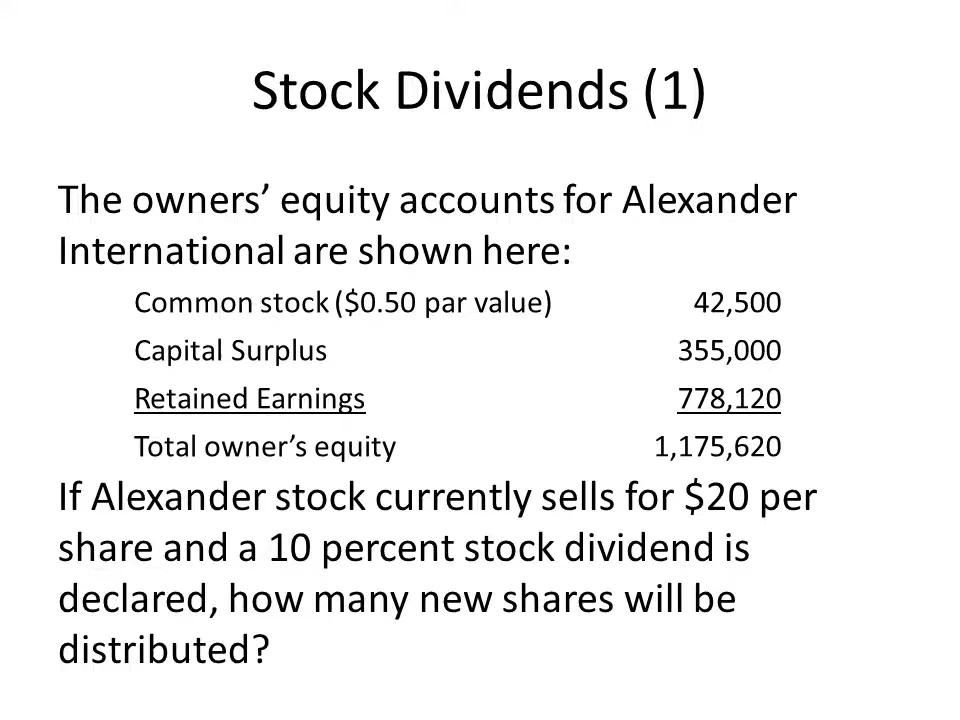 Stock Dividends (1)
The owners’ equity accounts for Alexander
International are shown here:
Common stock ($0.50 par value) 42,500
Capital Surplus 355,000
Retained Earnings 778,120
Total owner’s equity 1,175,620
If Alexander stock currently sells for $20 per
share and a 10 percent stock dividend is
declared, how many new shares will be
distributed?